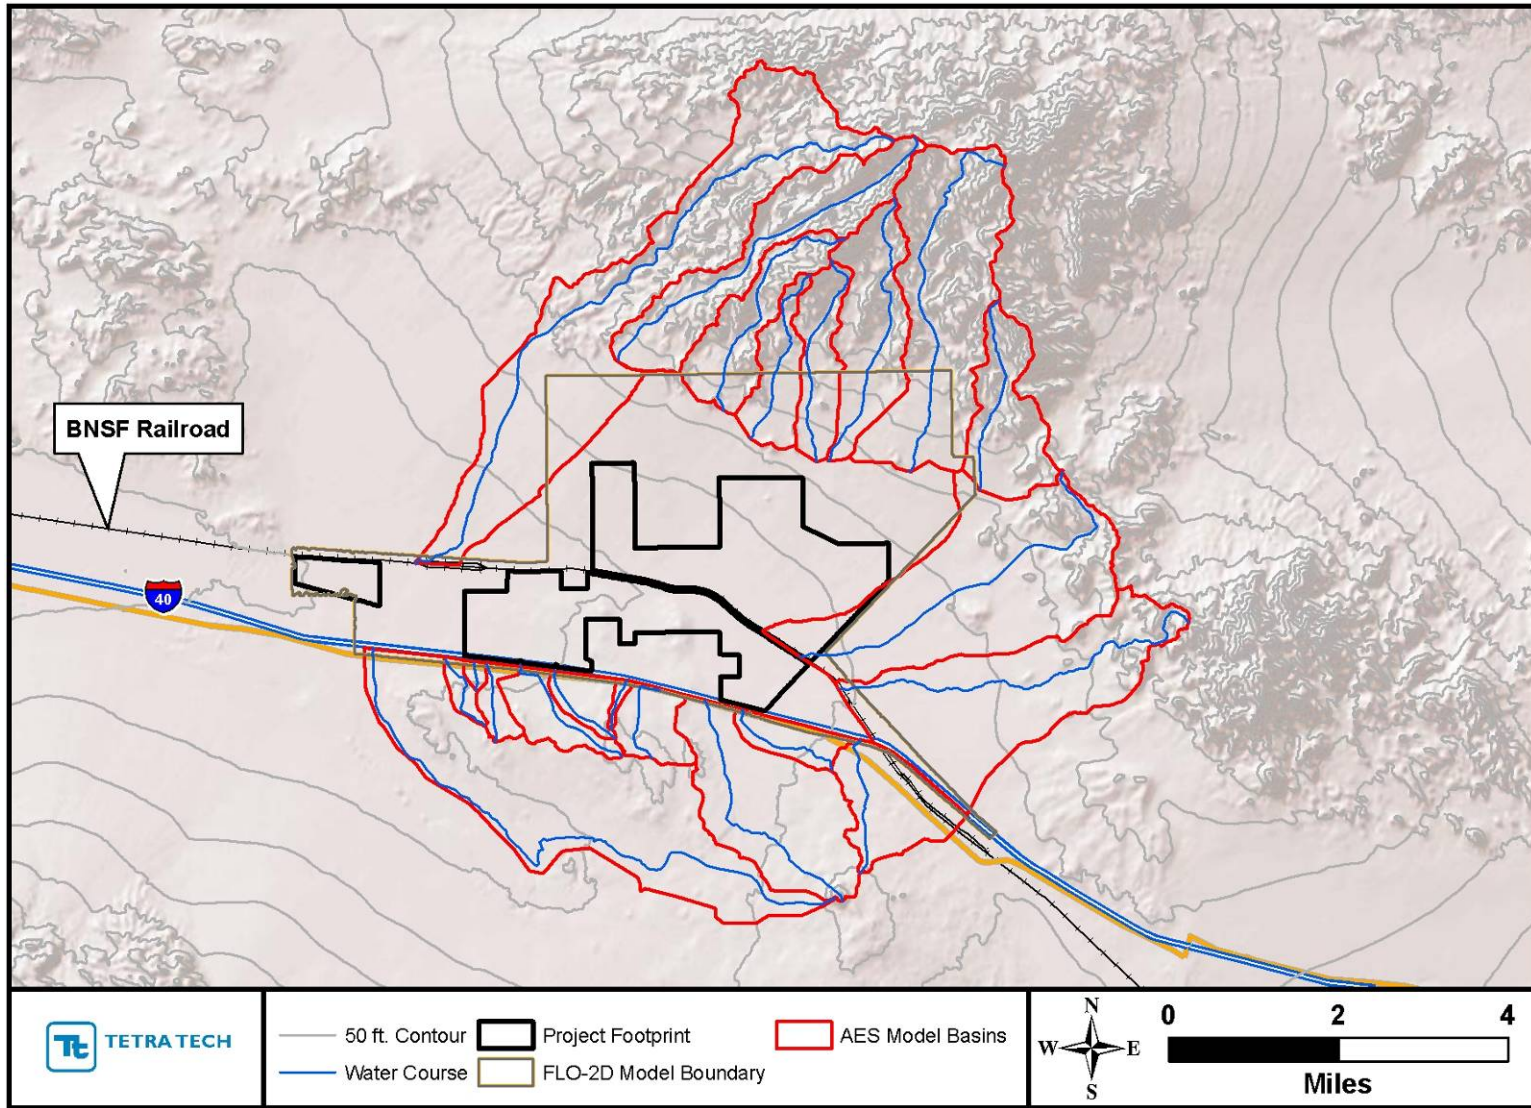 BNSF Railroad
40
Tt
TETRA TECH
50 ft. Contour
Project Footprint
AES Model Basins
Water Course
FLO-2D Model Boundary
N
W
E
S
0
2
4
Miles